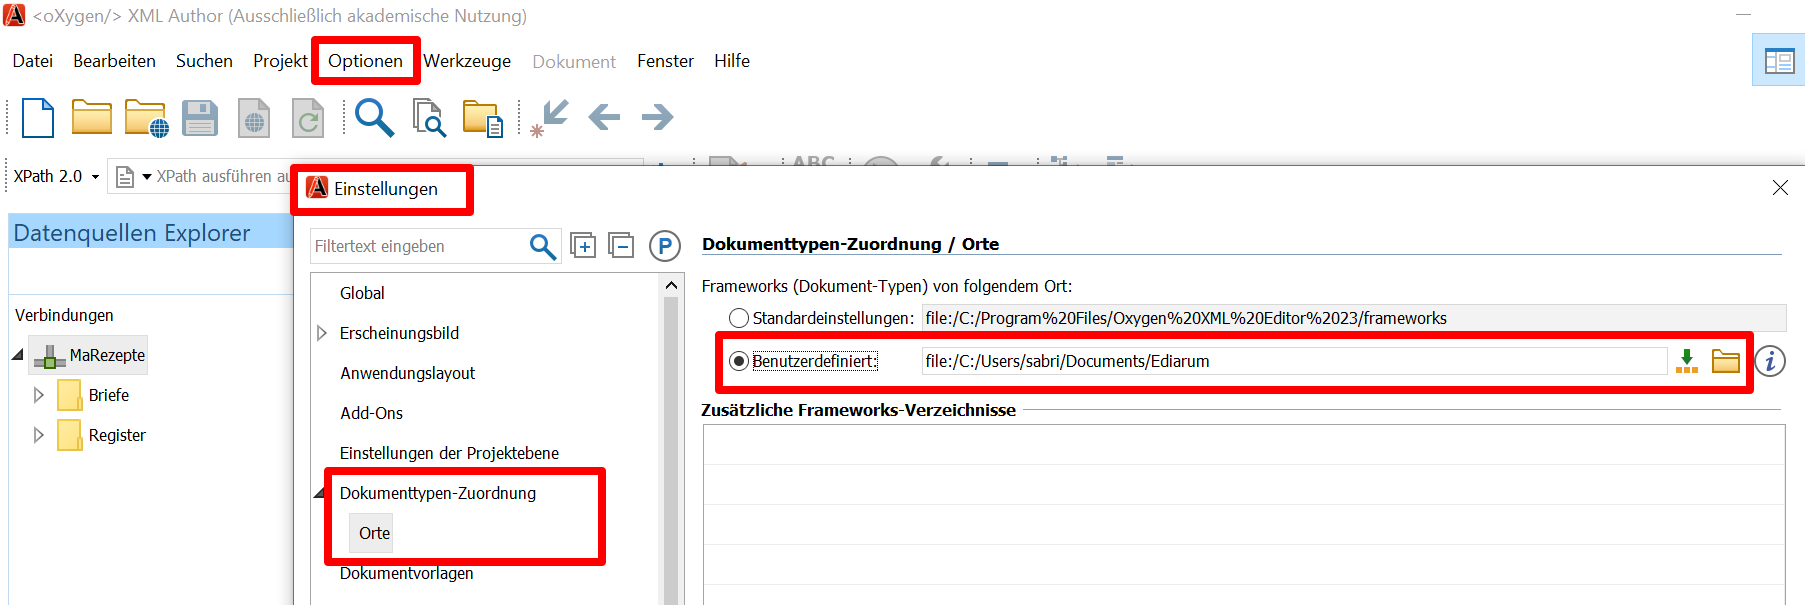 <oXygen/> XML Author (Ausschließlich akademische Nutzung)
Datei Bearbeiten Suchen Projekt Optionen Werkzeuge Dokument Fenster Hilfe
XPath 2.0 XPath ausführen au
Einstellungen
Datenquellen Explorer
Verbindungen
MaRezepte
Briefe
Register
Filtertext eingeben
P
Global
Erscheinungsbild
Anwendungslayout
Add-Ons
Einstellungen der Projektebene
Dokumenttypen-Zuordnung
Orte
Dokumentvorlagen
Dokumenttypen-Zuordnung / Orte
Frameworks (Dokument-Typen) von folgendem Ort:
Standardeinstellungen: file:/C:/Program%20Files/Oxygen%20XML%20Editor%2023/frameworks
Benutzerdefiniert: file:/C:/Users/sabri/Documents/Ediarum
Zusätzliche Frameworks-Verzeichnisse